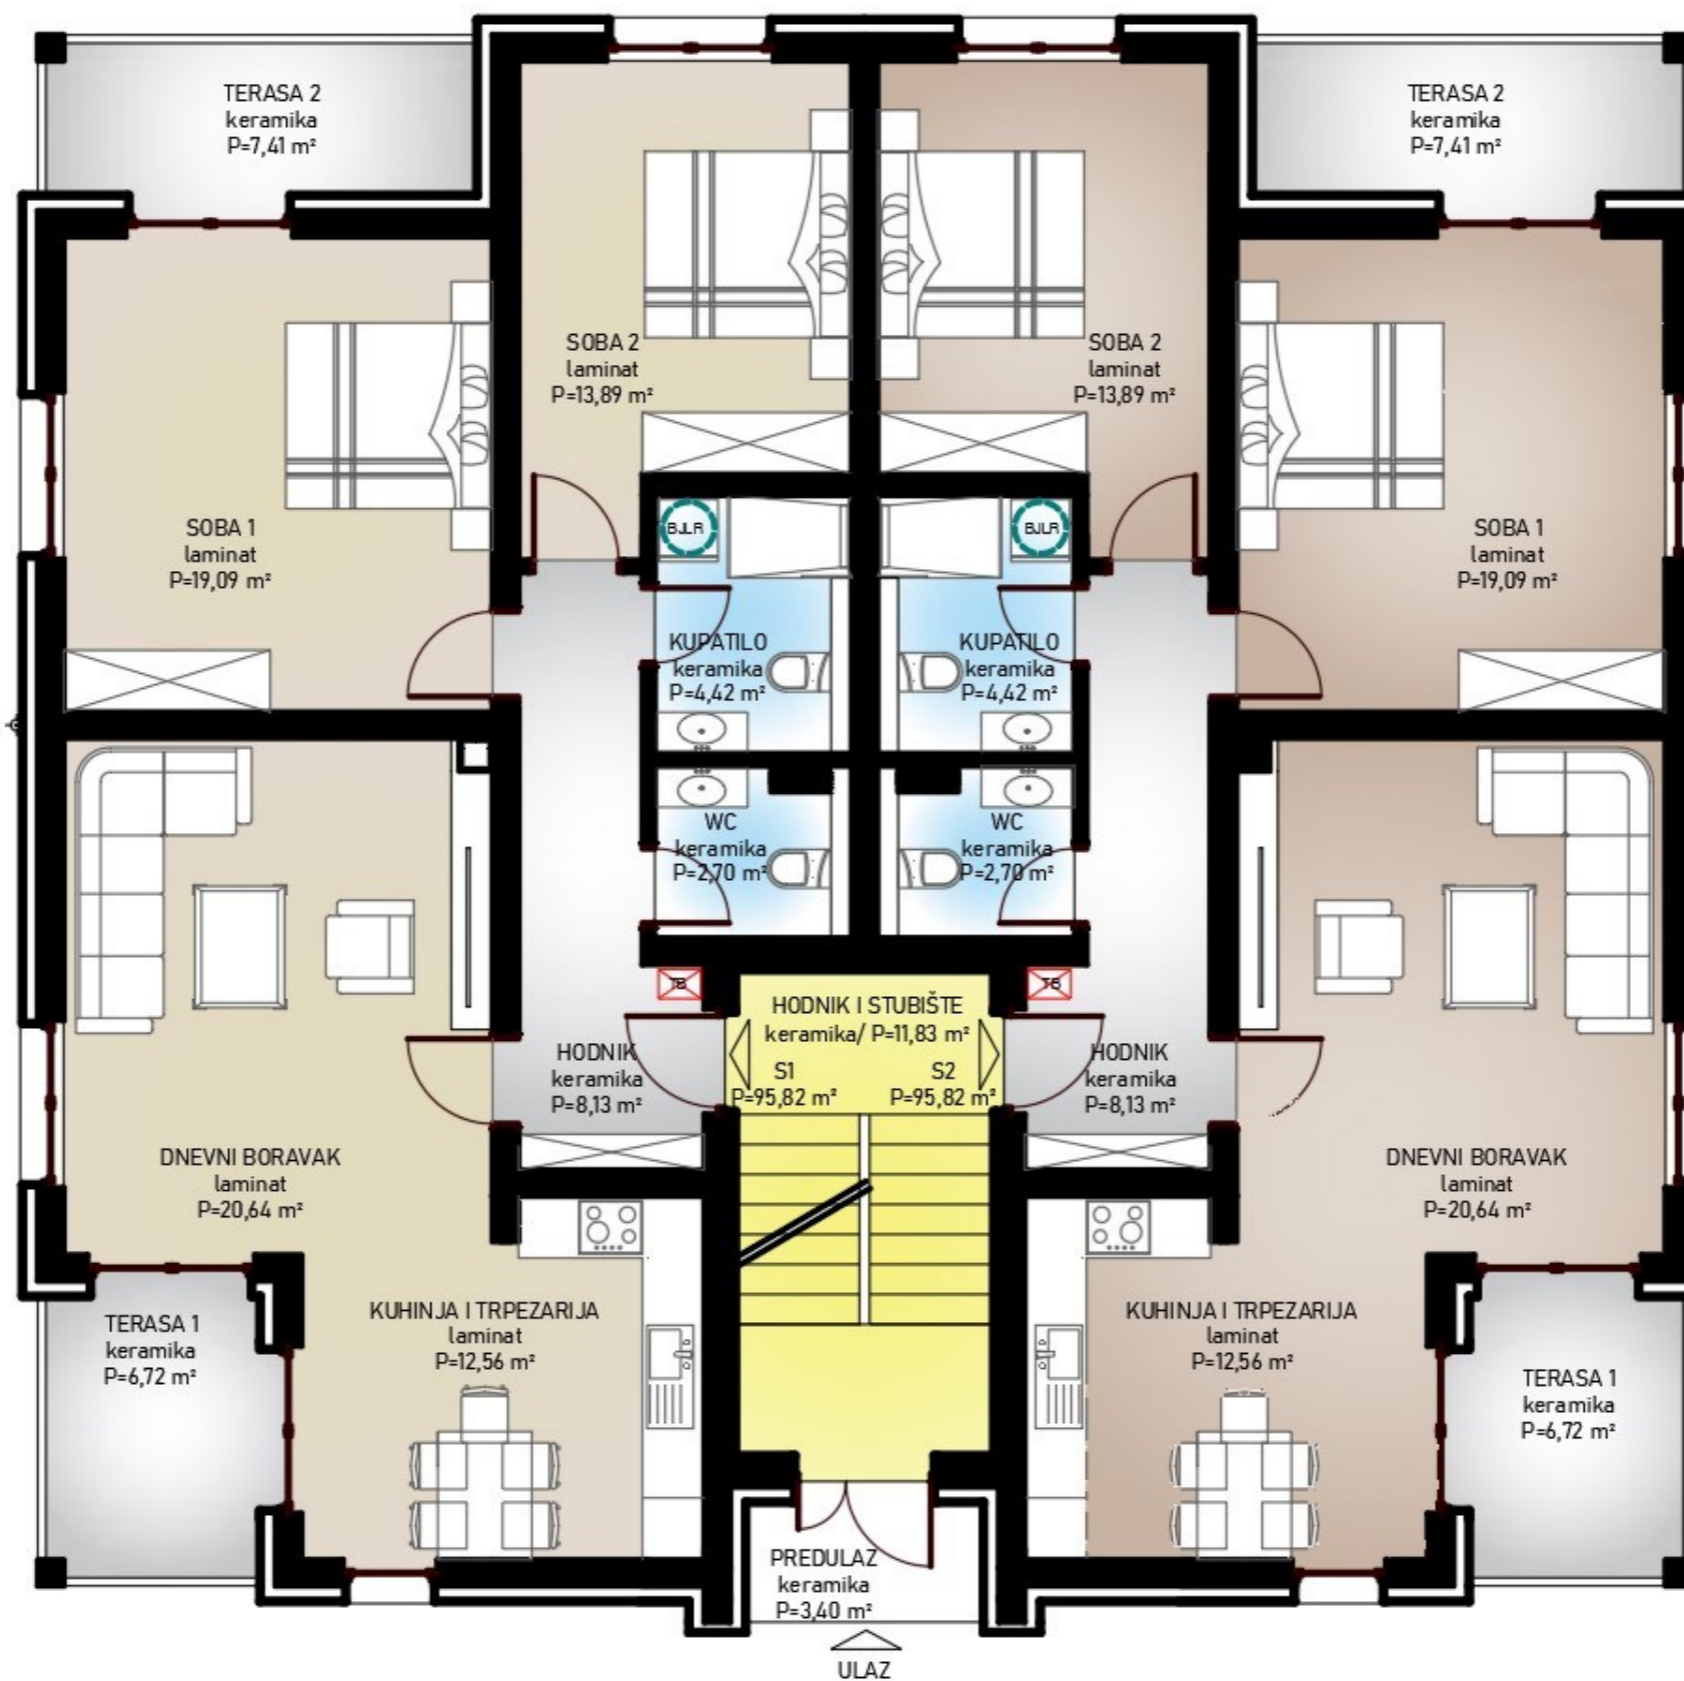 TERASA 2
keramika
P=7,41 m²
TERASA 2
keramika
P=7,41 m²
SOBA 2
laminat
P=13,89 m²
SOBA 2
laminat
P=13,89 m²
SOBA 1
laminat
P=19,09 m²
BJLR
BJLR
SOBA 1
laminat
P=19,09 m²
KUPATILO
keramika
P=4,42 m²
KUPATILO
keramika
P=4,42 m²
WC
keramika
P=2,70 m²
WC
keramika
P=2,70 m²
TB
TB
HODNIK I STUBIŠTE
keramika/ P=11,83 m²
S1
P=95,82 m²
S2
P=95,82 m²
HODNIK
keramika
P=8,13 m²
HODNIK
keramika
P=8,13 m²
DNEVNI BORAVAK
laminat
P=20,64 m²
DNEVNI BORAVAK
laminat
P=20,64 m²
TERASA 1
keramika
P=6,72 m²
KUHINJA I TRPEZARIJA
laminat
P=12,56 m²
KUHINJA I TRPEZARIJA
laminat
P=12,56 m²
TERASA 1
keramika
P=6,72 m²
PREDULAZ
keramika
P=3,40 m²
ULAZ